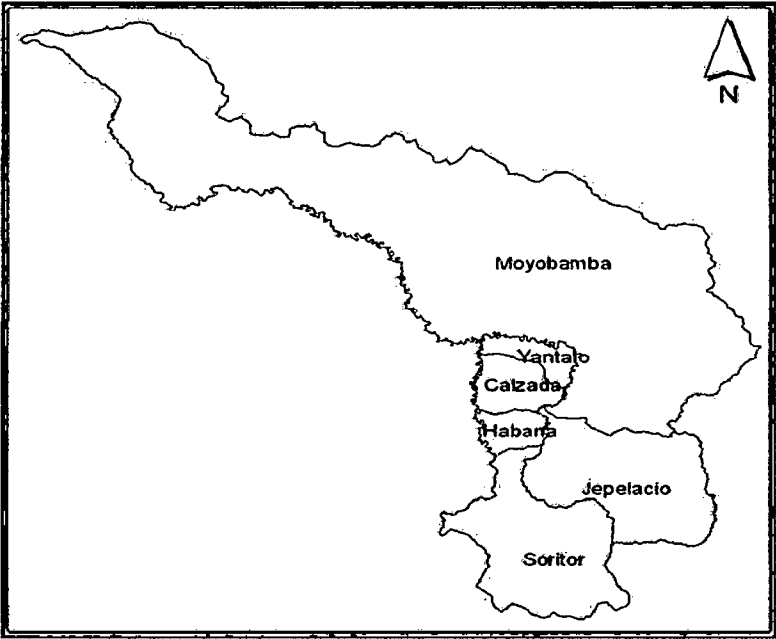 N
Moyobamba
Yantalo
Calzada
Habana
Jepelacio
Soritor